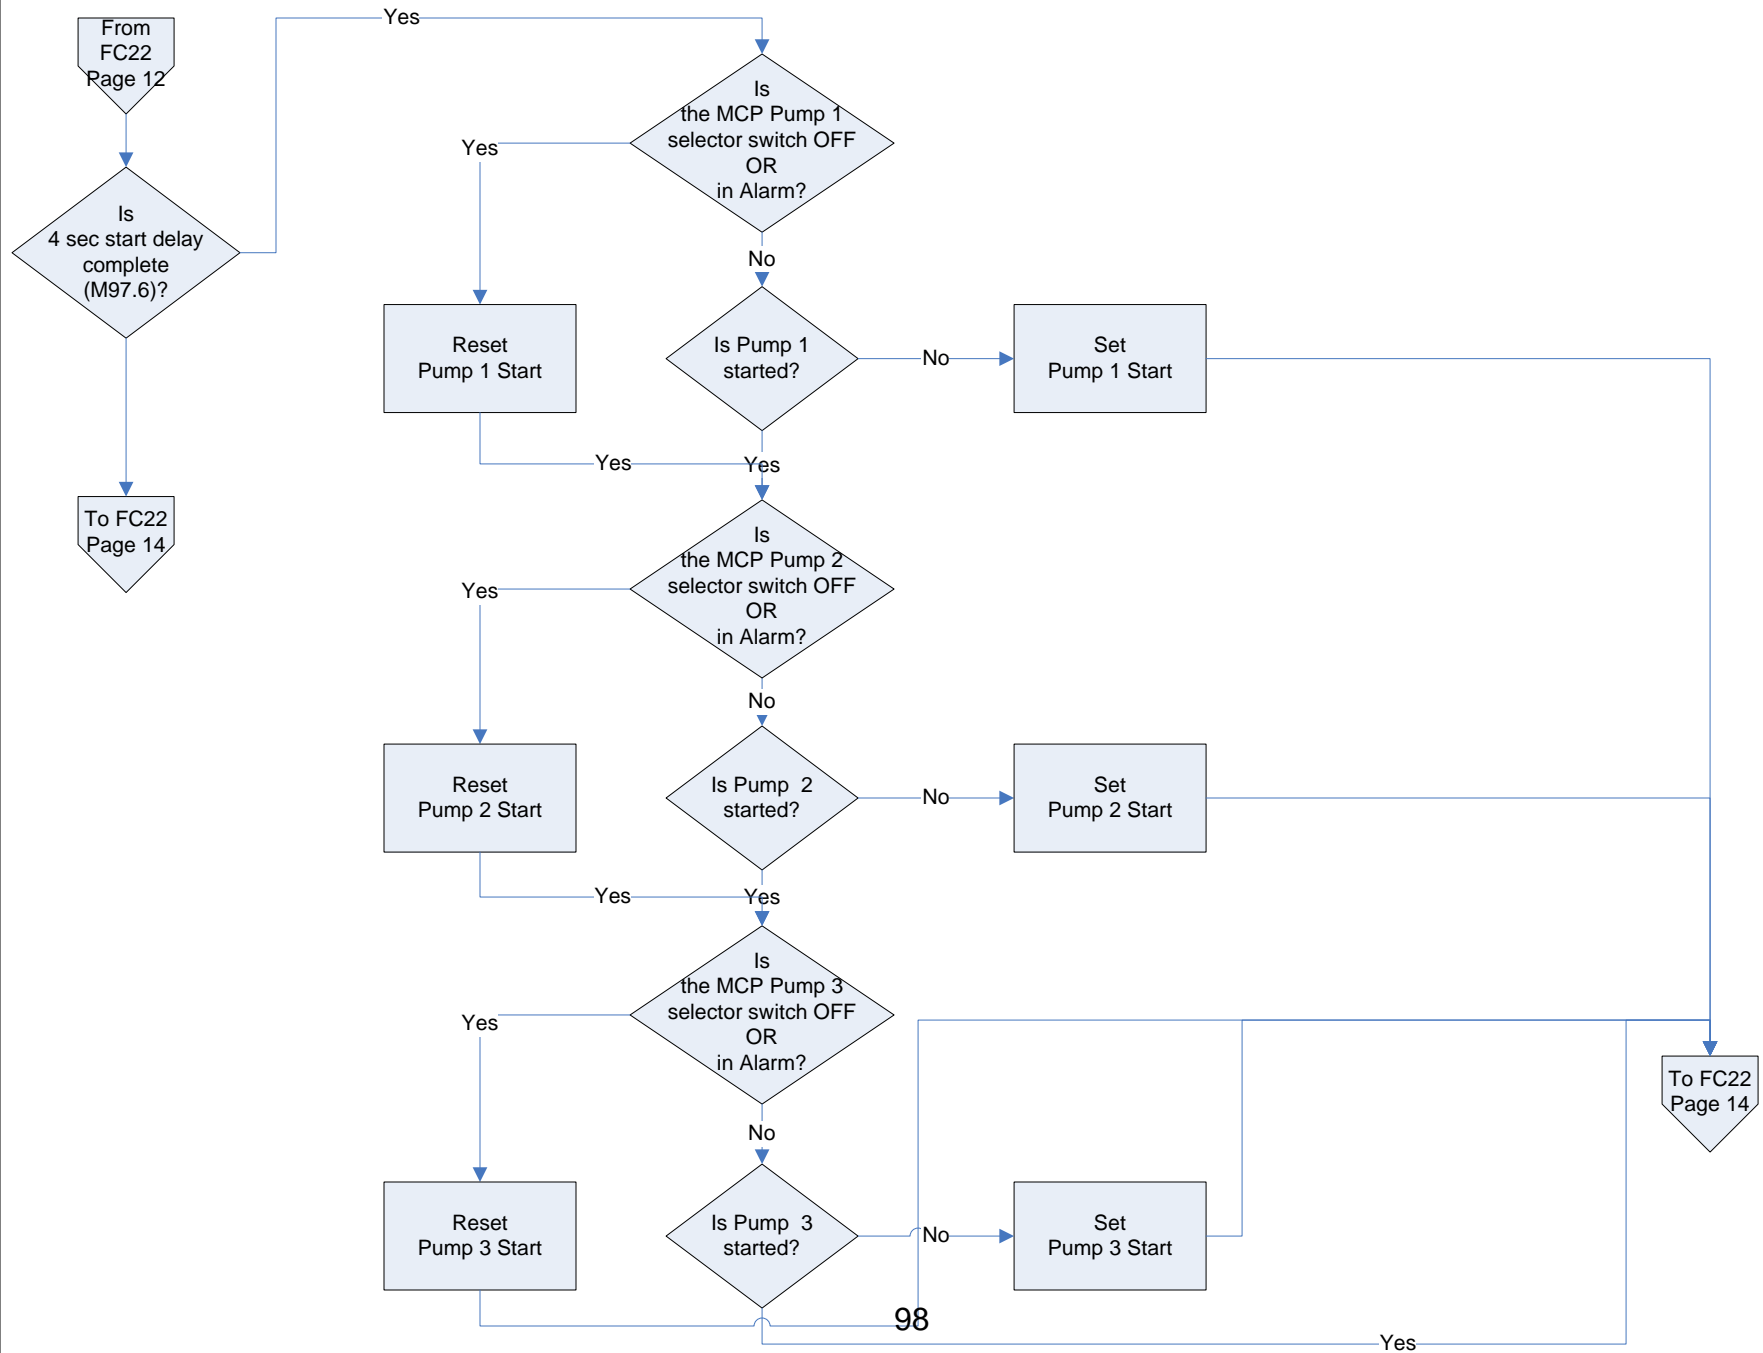 From
FC22
Page 12
Yes
Is
4 sec start delay
complete
(M97.6)?
To FC22
Page 14
Is
the MCP Pump 1
selector switch OFF
OR
in Alarm?
Yes
No
Reset
Pump 1 Start
Is Pump 1
started?
No
Set
Pump 1 Start
Yes
Yes
Is
the MCP Pump 2
selector switch OFF
OR
in Alarm?
Yes
No
Reset
Pump 2 Start
Is Pump  2
started?
No
Set
Pump 2 Start
Yes
Yes
Is
the MCP Pump 3
selector switch OFF
OR
in Alarm?
Yes
No
Reset
Pump 3 Start
Is Pump  3
started?
No
Set
Pump 3 Start
To FC22
Page 14
98
Yes